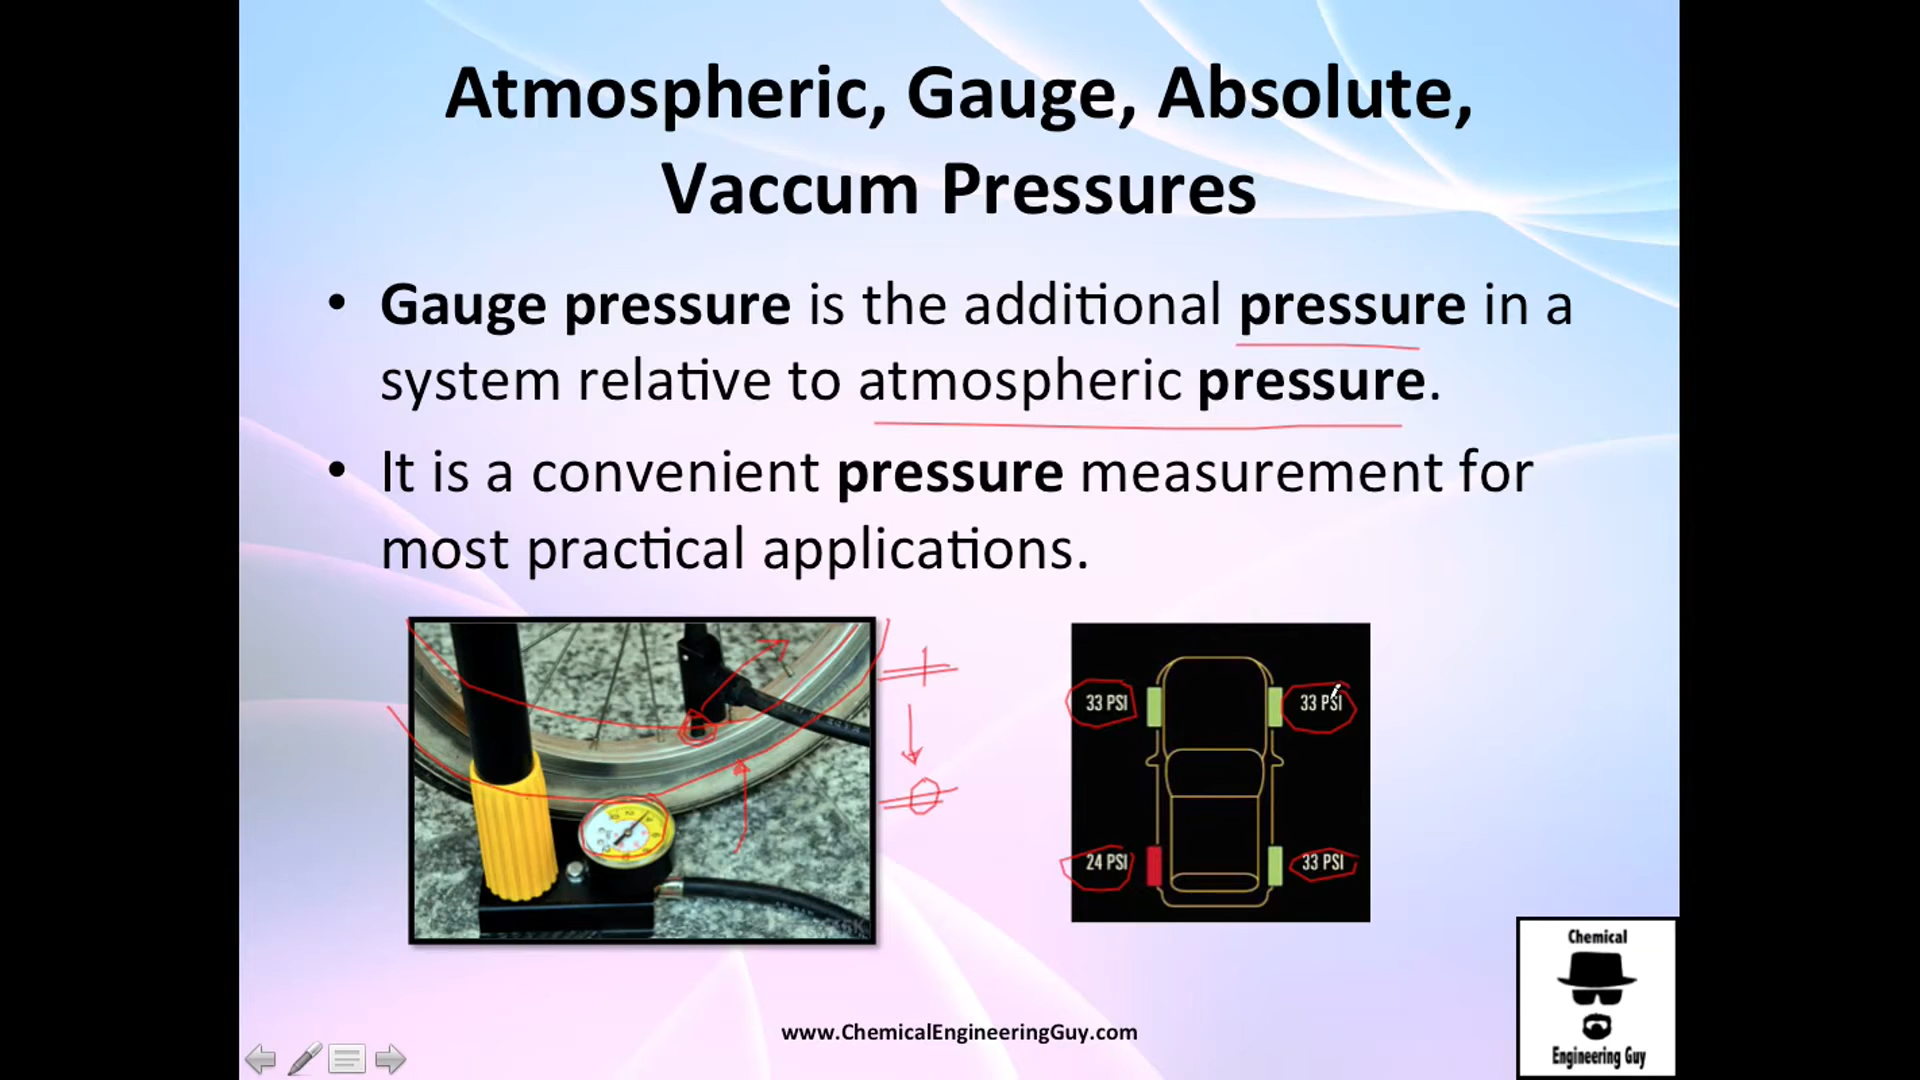 Atmospheric, Gauge, Absolute,
Vaccum Pressures
• Gauge pressure is the additional pressure in a
system relative to atmospheric pressure.
• It is a convenient pressure measurement for
most practical applications.
33 PSI
33 PSI
24 PSI
33 PSI
Chemical
Engineering Guy
www.ChemicalEngineeringGuy.com